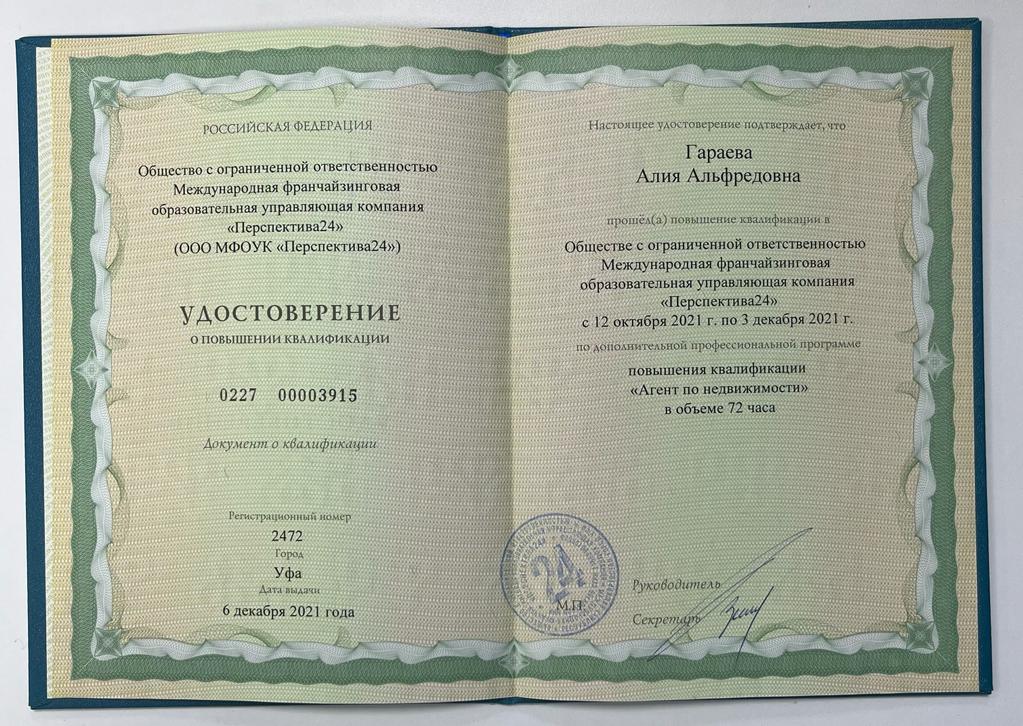 РОССИЙСКАЯ ФЕДЕРАЦИЯ
Общество с ограниченной ответственностью
Международная франчайзинговая
образовательная управляющая компания
«Перспектива24»
(ООО МФОУК «Перспектива24»)
УДОСТОВЕРЕНИЕ
О ПОВЫШЕНИИ КВАЛИФИКАЦИИ
0227 00003915
Документ о квалификации
Регистрационный номер
2472
Город
Уфа
Дата выдачи
6 декабря 2021 года
Настоящее удостоверение подтверждает, что
Гараева
Алия Альфредовна
прошёл(а) повышение квалификации в
Обществе с ограниченной ответственностью
Международная франчайзинговая
образовательная управляющая компания
«Перспектива24»
с 12 октября 2021 г. по 3 декабря 2021 г.
по дополнительной профессиональной программе
повышения квалификации
«Агент по недвижимости»
в объеме 72 часа
24
М.П.
Руководитель
Секретарь